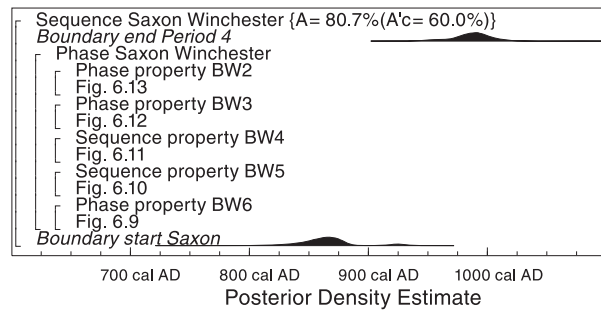 Sequence Saxon Winchester {A= 80.7%(A'c= 60.0%)}
Boundary end Period 4
Phase Saxon Winchester
Phase property BW2
Fig. 6.13
Phase property BW3
Fig. 6.12
Sequence property BW4
Fig. 6.11
Sequence property BW5
Fig. 6.10
Phase property BW6
Fig. 6.9
Boundary start Saxon
700 cal AD 800 cal AD 900 cal AD 1000 cal AD
Posterior Density Estimate